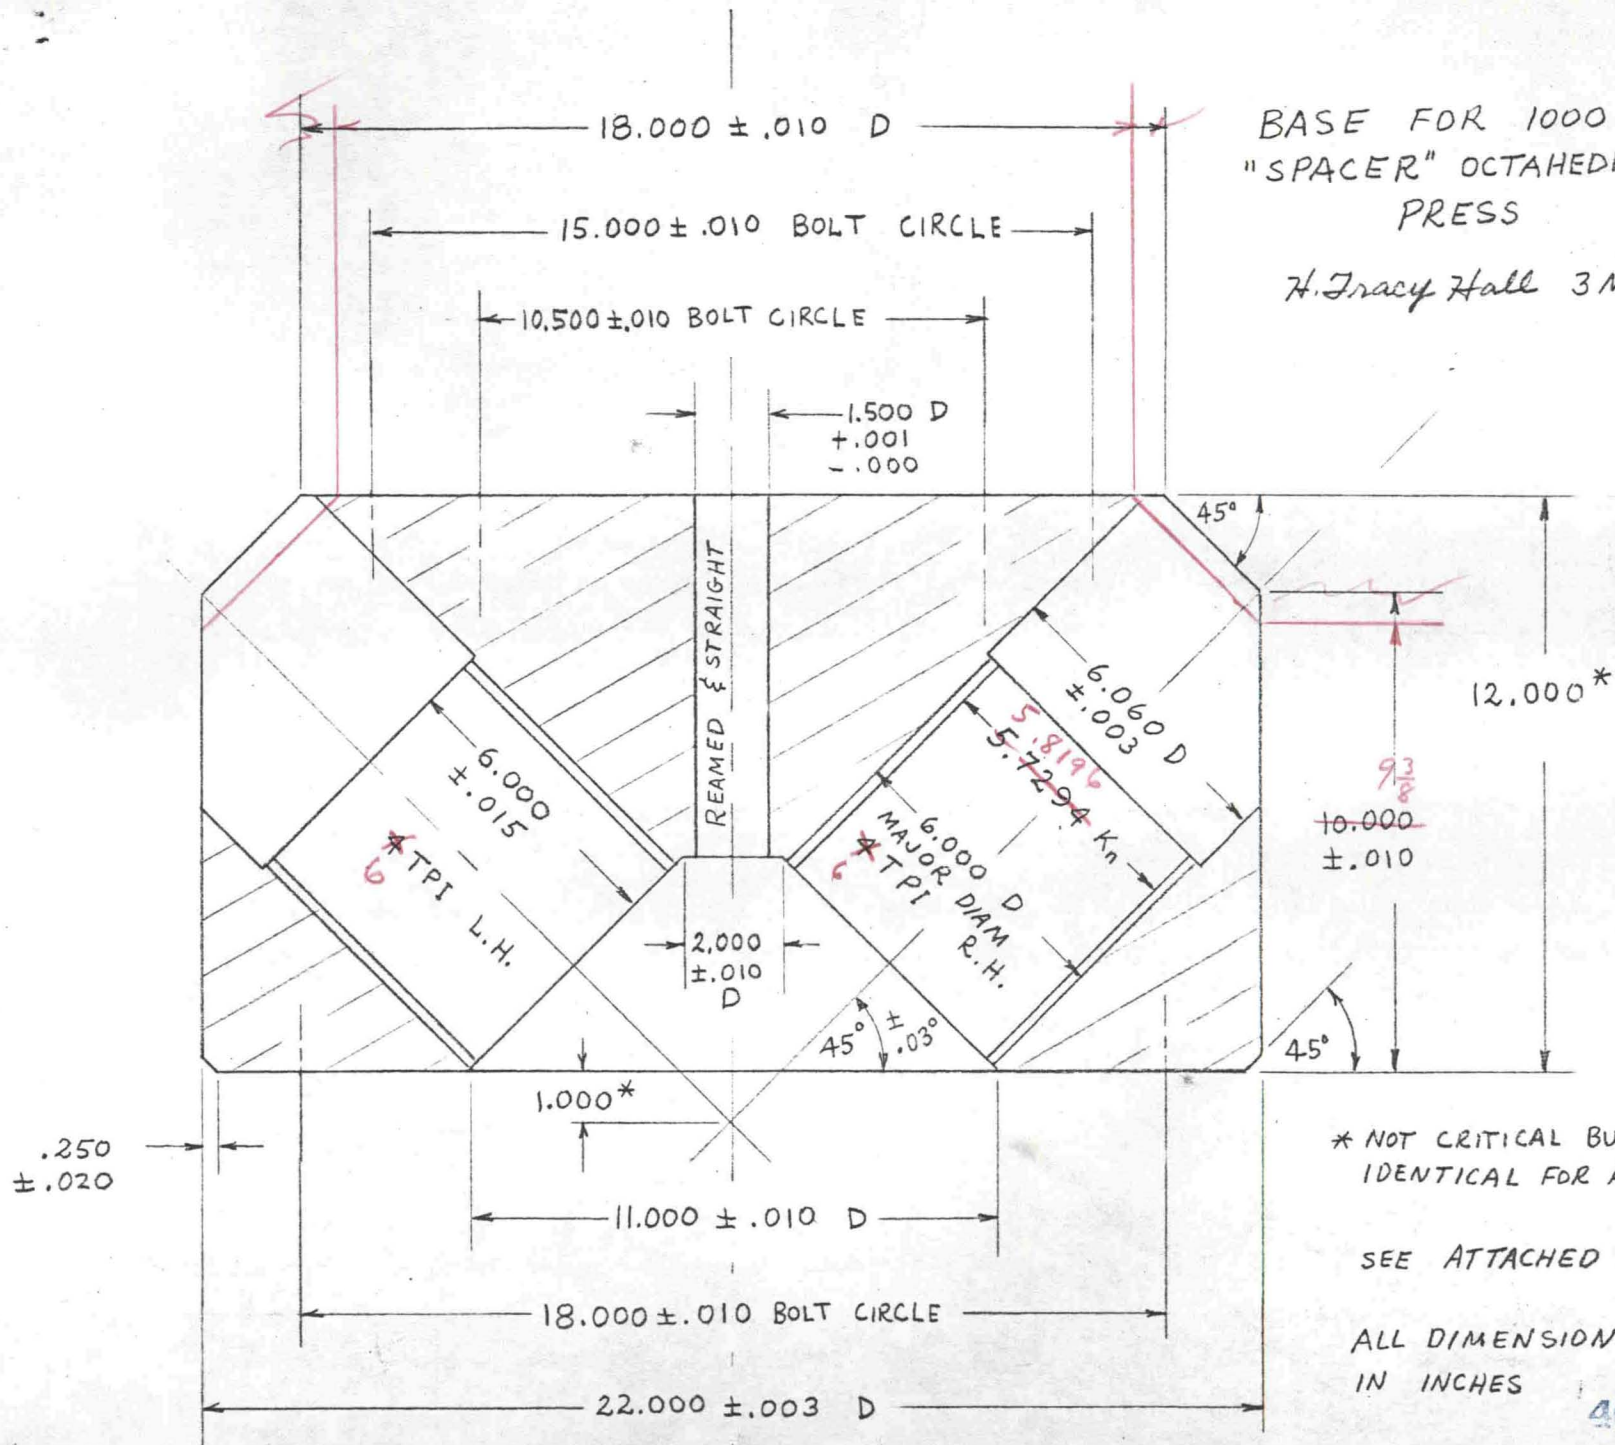 18.000 ± .010 D
BASE FOR 1000
"SPACER"
PRESS
15.000 ± .010 BOLT CIRCLE
H. Tracy Hall 3
10.500 ± .010 BOLT CIRCLE
1.500 D
+.001
-.000
45°
REAMED & STRAIGHT
6.060 D
±.003
12.000*
5.8196
5.7294 Kn
6.000
±.015
6.000 D
MAJOR DIAM
TPI
6
R.H.
TPI L.H.
6
9 3/8
10.000
±.010
2.000
±.010
D
45° ± .03°
45°
1.000*
.250
±.020
* NOT CRITICAL
IDENTICAL FOR
11.000 ± .010 D
SEE ATTACHED
18.000 ± .010 BOLT CIRCLE
ALL DIMENSION
IN INCHES
22.000 ± .003 D